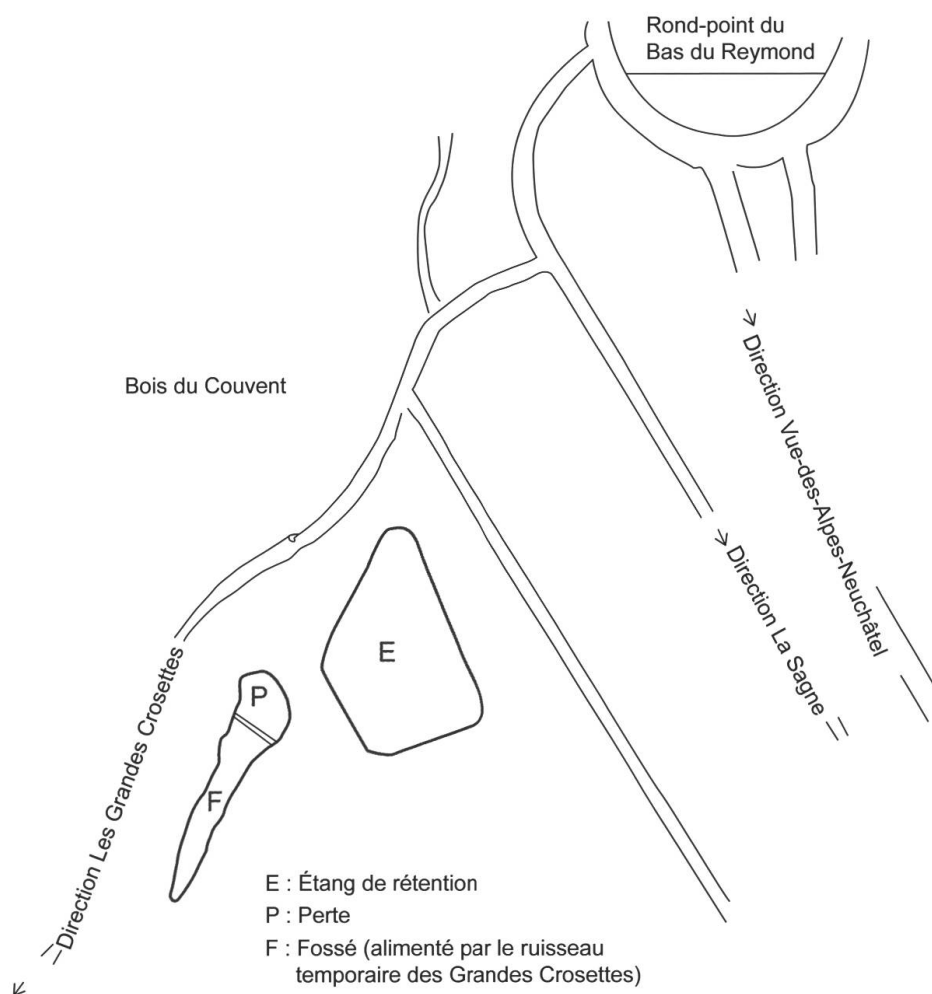 Rond-point du
Bas du Reymond
Bois du Couvent
Direction Vue-des-Alpes-Neuchâtel
Direction La Sagne
Direction Les Grandes Crosettes
E
P
F
E : Étang de rétention
P : Perte
F : Fossé (alimenté par le ruisseau
temporaire des Grandes Crosettes)